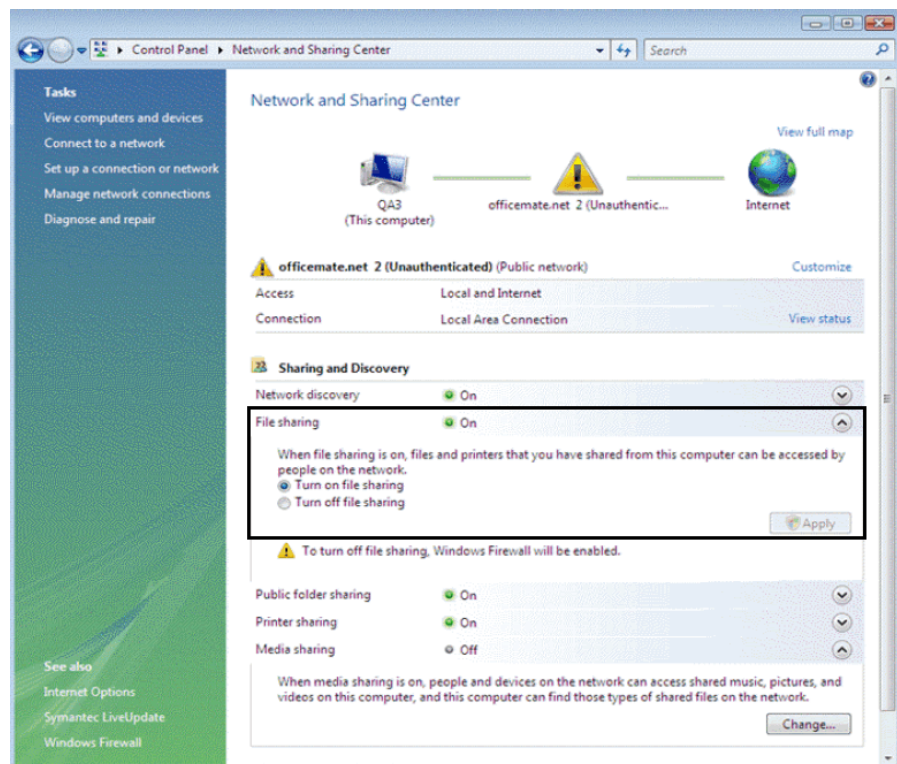 Control Panel
Network and Sharing Center
Search
Tasks
View computers and devices
Connect to a network
Set up a connection or network
Manage network connections
Diagnose and repair
See also
Internet Options
Symantec LiveUpdate
Windows Firewall
Network and Sharing Center
View full map
QA3
(This computer)
officemate.net 2 (Unauthentic...
Internet
officemate.net 2 (Unauthenticated) (Public network) Customize
Access Local and Internet
Connection Local Area Connection View status
Sharing and Discovery
Network discovery On
File sharing On
When file sharing is on, files and printers that you have shared from this computer can be accessed by
people on the network.
Turn on file sharing
Turn off file sharing
Apply
To turn off file sharing, Windows Firewall will be enabled.
Public folder sharing On
Printer sharing On
Media sharing Off
When media sharing is on, people and devices on the network can access shared music, pictures, and
videos on this computer, and this computer can find those types of shared files on the network.
Change...